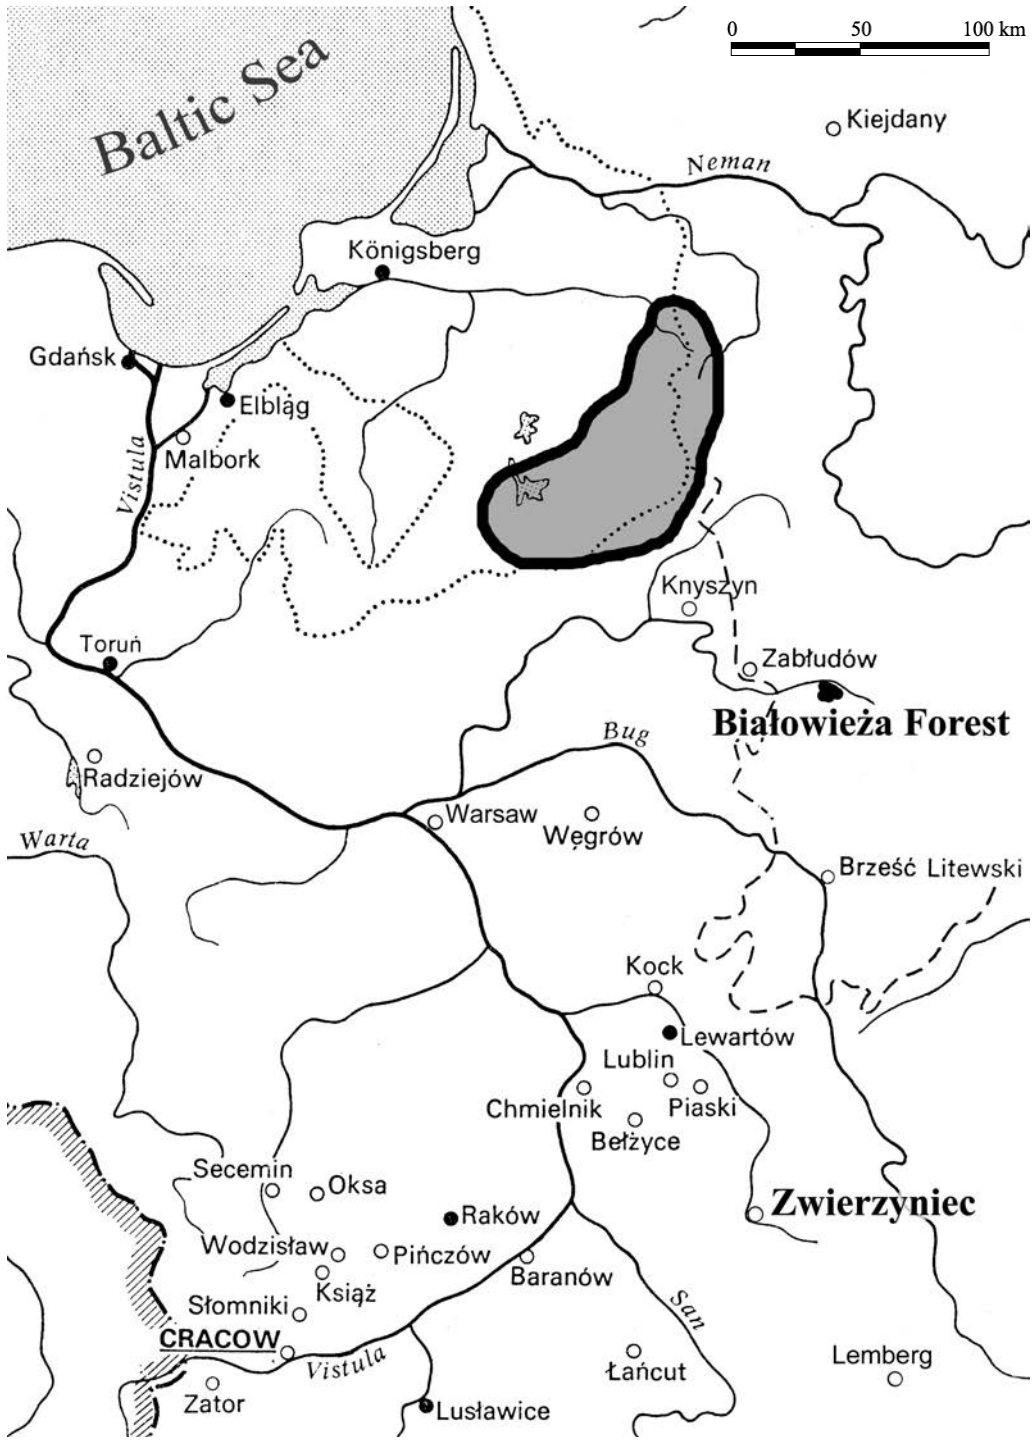 0 50 100 km
Baltic Sea
Kiejdany
Neman
Königsberg
Gdańsk
Elbląg
Malbork
Vistula
Knyszyn
Toruń
Zabłudów
Białowieża Forest
Bug
Radziejów
Warsaw
Węgrów
Warta
Brześć Litewski
Kock
Lewartów
Lublin
Chmielnik
Piaski
Bełżyce
Secemin
Oksa
Zwierzyniec
Raków
Wodzisław
Pińczów
Baranów
Książ
Słomniki
San
CRACOW
Vistula
Łańcut
Lemberg
Zator
Lusławice